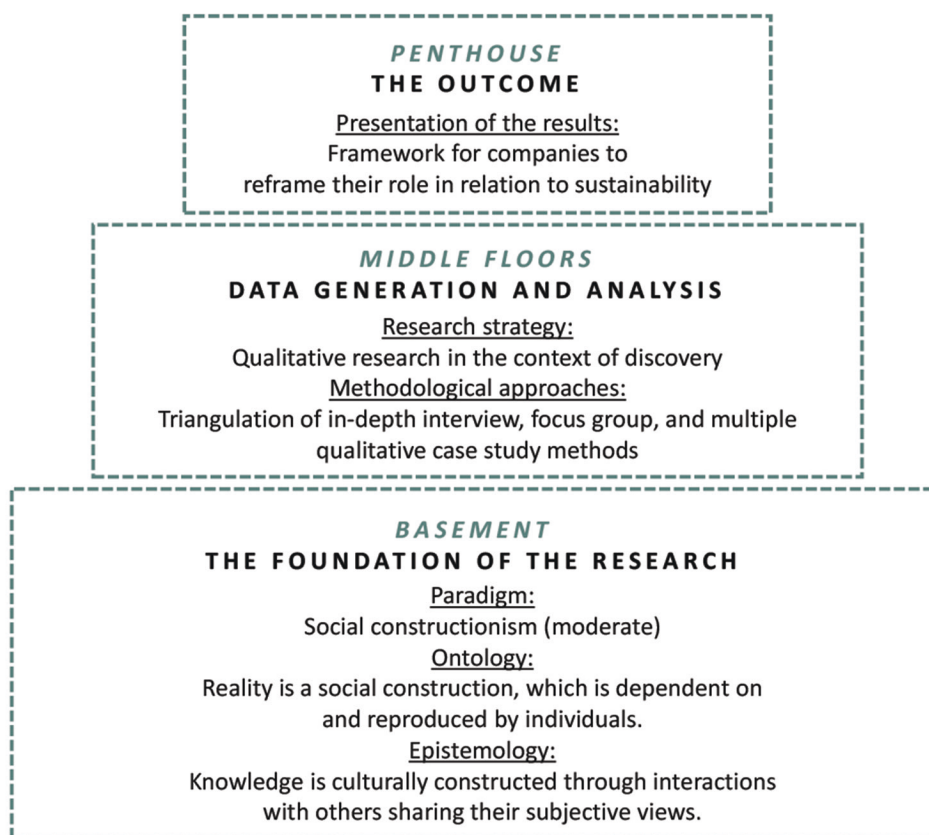 PENTHOUSE
THE OUTCOME
Presentation of the results:
Framework for companies to
reframe their role in relation to sustainability
MIDDLE FLOORS
DATA GENERATION AND ANALYSIS
Research strategy:
Qualitative research in the context of discovery
Methodological approaches:
Triangulation of in-depth interview, focus group, and multiple
qualitative case study methods
BASEMENT
THE FOUNDATION OF THE RESEARCH
Paradigm:
Social constructionism (moderate)
Ontology:
Reality is a social construction, which is dependent on
and reproduced by individuals.
Epistemology:
Knowledge is culturally constructed through interactions
with others sharing their subjective views.